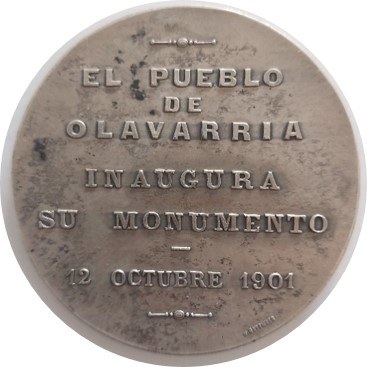 EL PUEBLO
DE
OLAVARRIA
INAUGURA
SU MONUMENTO
12 OCTUBRE 1901